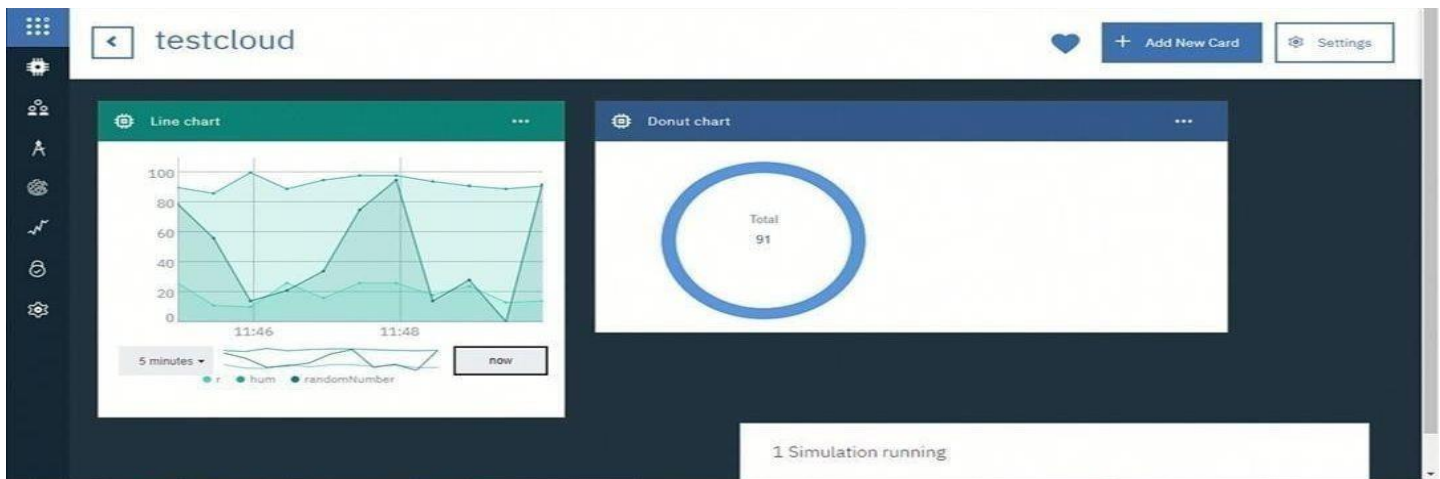 testcloud
+ Add New Card
Settings
Line chart
Donut chart
100
80
60
40
20
0
11:46
11:48
5 minutes
now
r hum randomNumber
Total
91
1 Simulation running